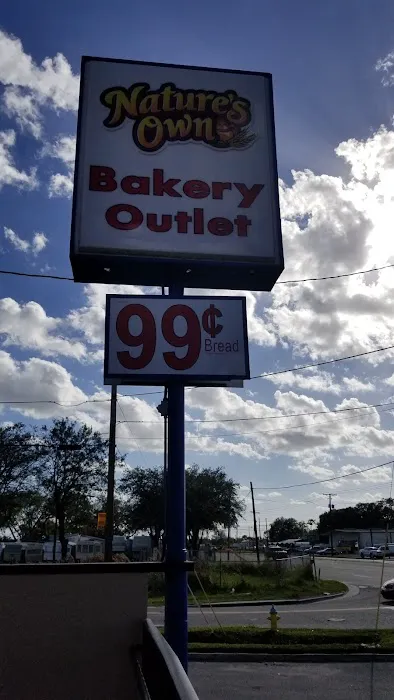 Nature's
Own
Bakery
Outlet
99¢
Bread